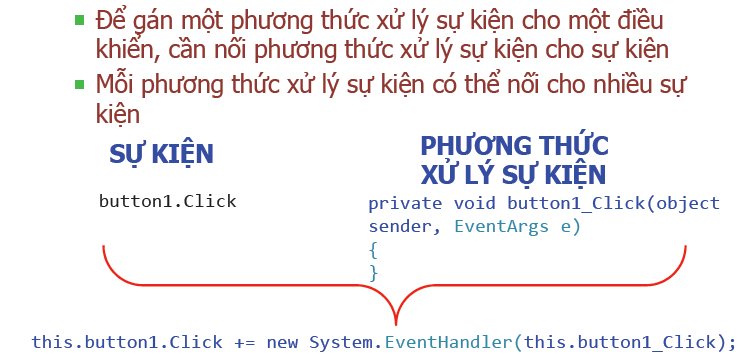 Để gán một phương thức xử lý sự kiện cho một điều
khiển, cần nối phương thức xử lý sự kiện cho sự kiện
Mỗi phương thức xử lý sự kiện có thể nối cho nhiều sự
kiện
SỰ KIỆN
button1.Click
PHƯƠNG THỨC
XỬ LÝ SỰ KIỆN
private void button1_Click(object
sender, EventArgs e)
{
}
this.button1.Click += new System.EventHandler(this.button1_Click);